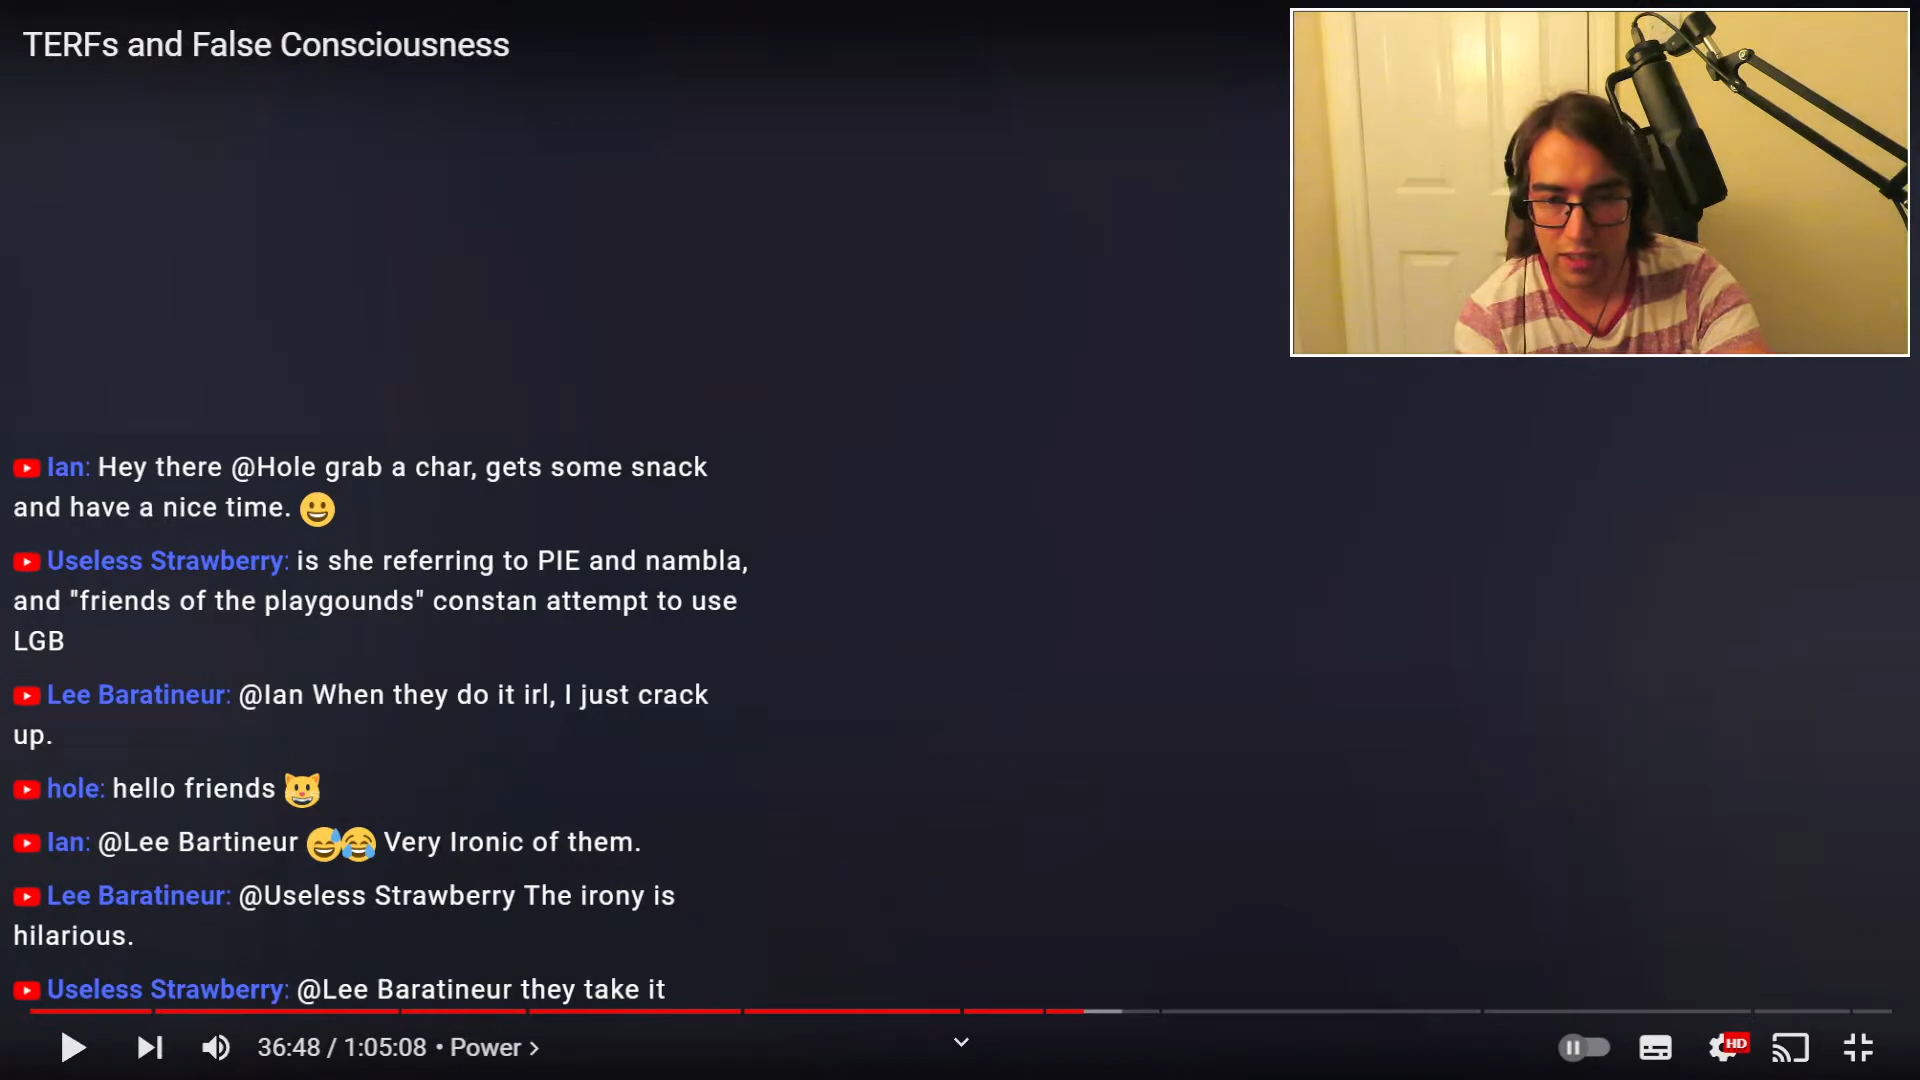 TERFs and False Consciousness
Ian: Hey there @Hole grab a char, gets some snack
and have a nice time. 😀
Useless Strawberry: is she referring to PIE and nambla,
and "friends of the playgounds" constan attempt to use
LGB
Lee Baratineur: @Ian When they do it irl, I just crack
up.
hole: hello friends 😺
Ian: @Lee Bartineur 😅😂 Very Ironic of them.
Lee Baratineur: @Useless Strawberry The irony is
hilarious.
Useless Strawberry: @Lee Baratineur they take it
36:48 / 1:05:08 • Power ›
HD